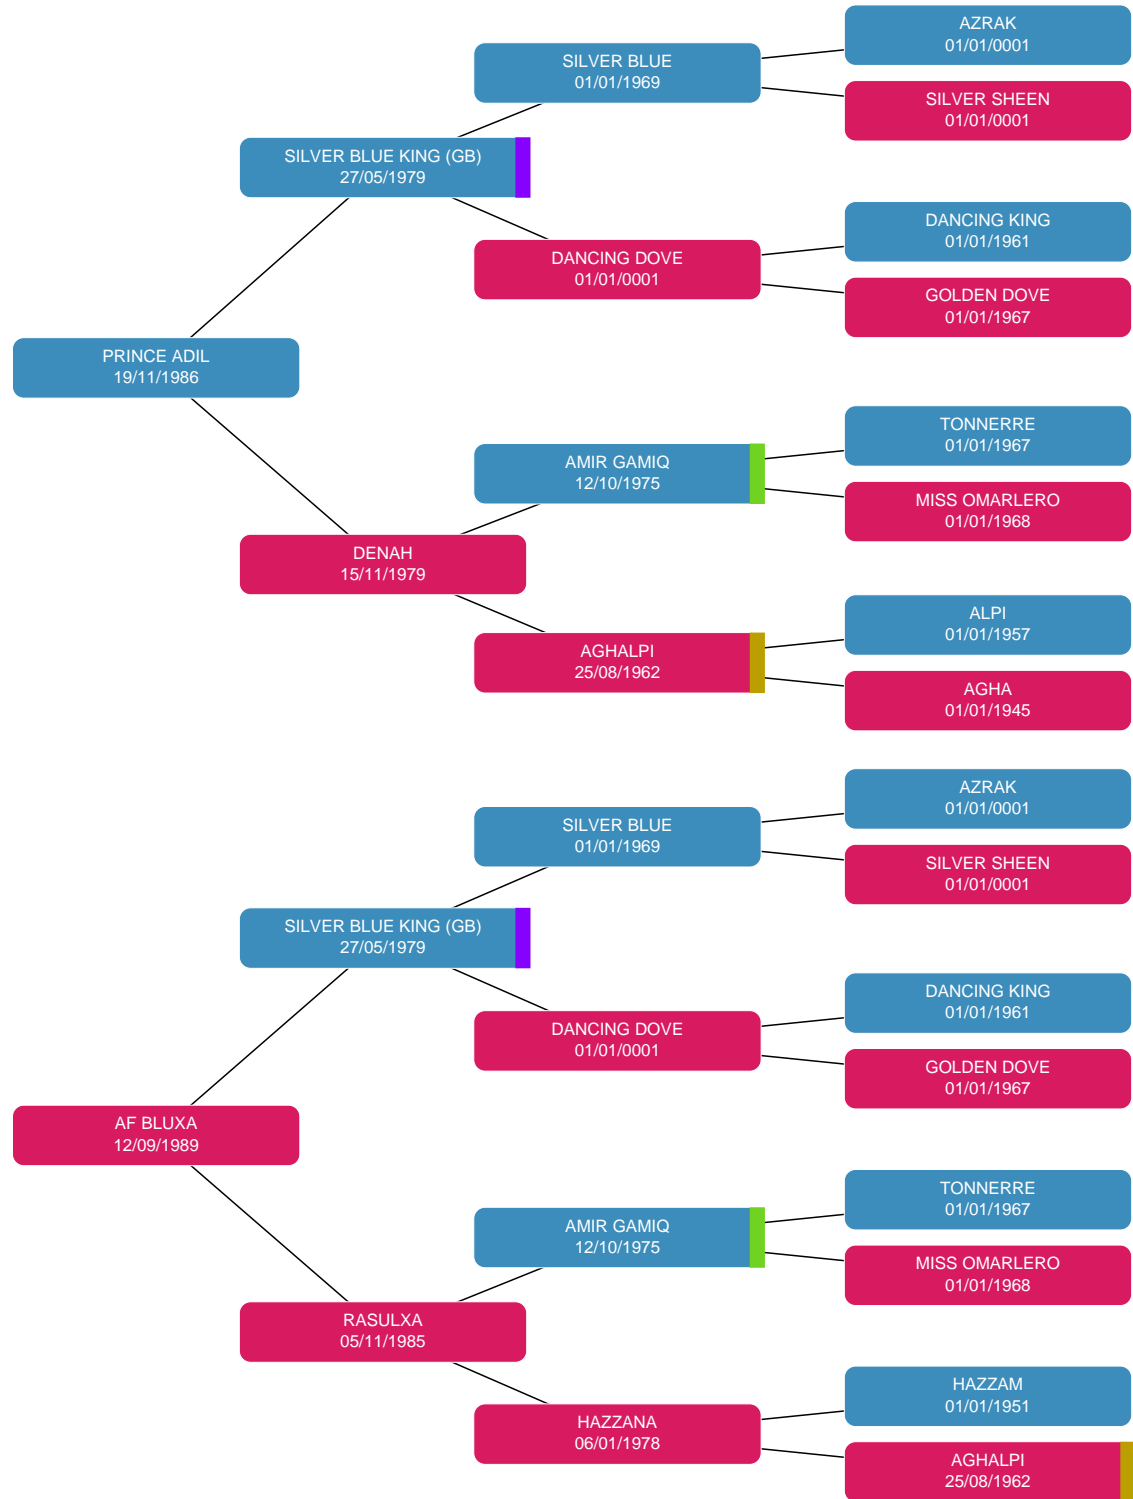 AZRAK
01/01/0001
SILVER BLUE
01/01/1969
SILVER SHEEN
01/01/0001
SILVER BLUE KING (GB)
27/05/1979
DANCING KING
01/01/1961
DANCING DOVE
01/01/0001
GOLDEN DOVE
01/01/1967
PRINCE ADIL
19/11/1986
TONNERRE
01/01/1967
AMIR GAMIQ
12/10/1975
MISS OMARLERO
01/01/1968
DENAH
15/11/1979
ALPI
01/01/1957
AGHALPI
25/08/1962
AGHA
01/01/1945
AZRAK
01/01/0001
SILVER BLUE
01/01/1969
SILVER SHEEN
01/01/0001
SILVER BLUE KING (GB)
27/05/1979
DANCING KING
01/01/1961
DANCING DOVE
01/01/0001
GOLDEN DOVE
01/01/1967
AF BLUXA
12/09/1989
TONNERRE
01/01/1967
AMIR GAMIQ
12/10/1975
MISS OMARLERO
01/01/1968
RASULXA
05/11/1985
HAZZAM
01/01/1951
HAZZANA
06/01/1978
AGHALPI
25/08/1962